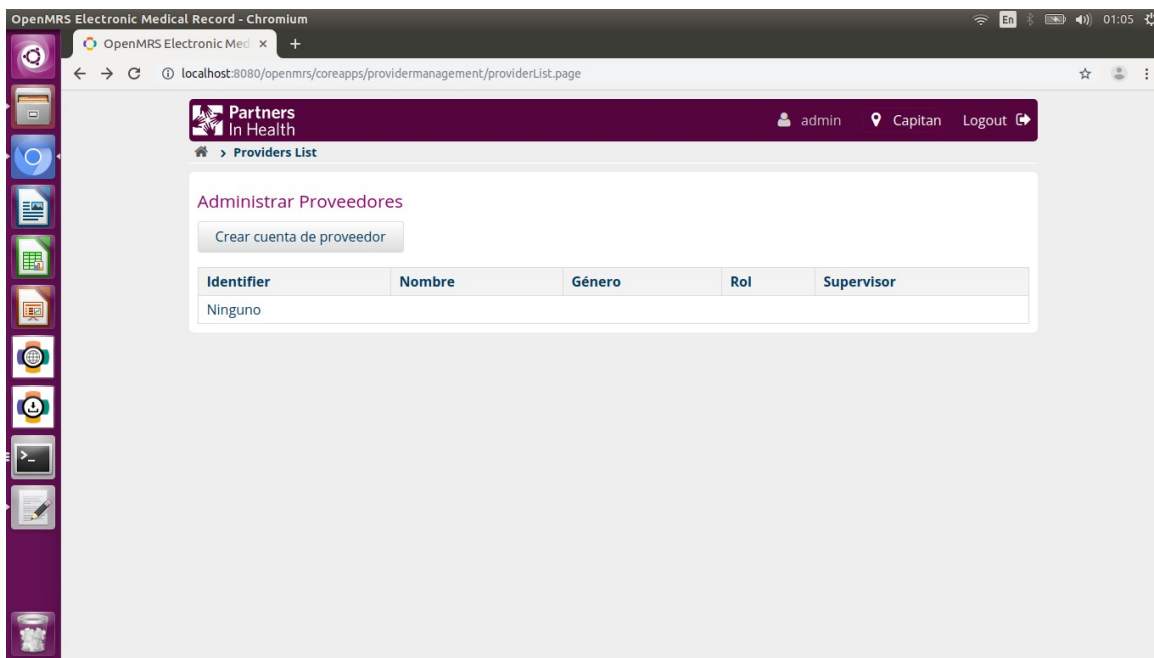 OpenMRS Electronic Medical Record - Chromium
En
01:05
OpenMRS Electronic Med
localhost:8080/openmrs/coreapps/providermanagement/providerList.page
Partners
In Health
admin
Capitan
Logout
> Providers List
Administrar Proveedores
Crear cuenta de proveedor
Identifier Nombre Género Rol Supervisor
Ninguno